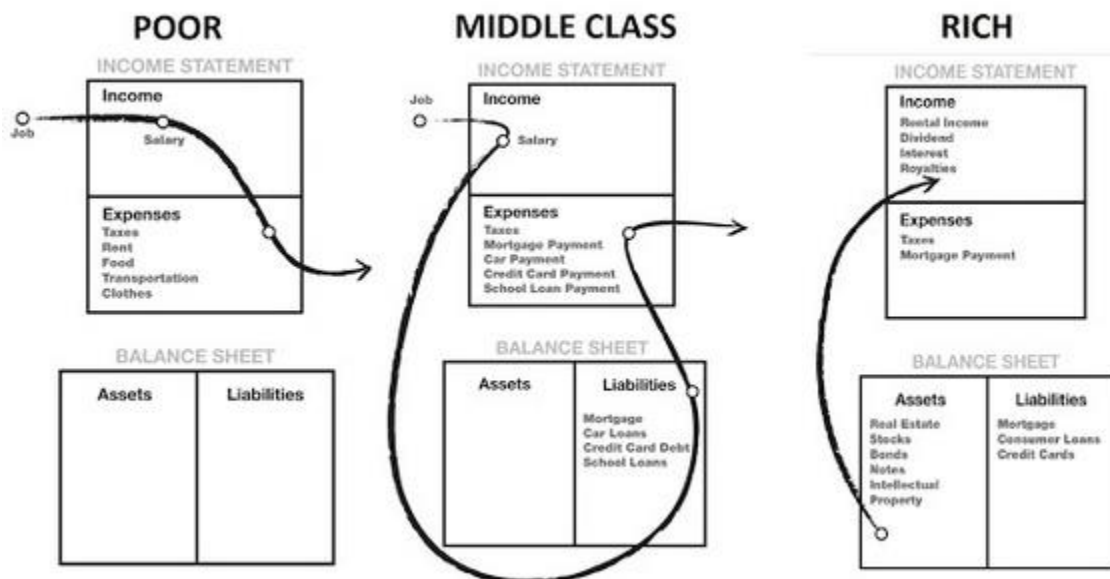 POOR
INCOME STATEMENT
Income
Job
Salary
Expenses
Taxes
Rent
Food
Transportation
Clothes
BALANCE SHEET
Assets
Liabilities
MIDDLE CLASS
INCOME STATEMENT
Job
Income
Salary
Expenses
Taxes
Mortgage Payment
Car Payment
Credit Card Payment
School Loan Payment
BALANCE SHEET
Assets
Liabilities
Mortgage
Car Loans
Credit Card Debt
School Loans
RICH
INCOME STATEMENT
Income
Rental Income
Dividend
Interest
Royalties
Expenses
Taxes
Mortgage Payment
BALANCE SHEET
Assets
Real Estate
Stocks
Bonds
Notes
Intellectual
Property
Liabilities
Mortgage
Consumer Loans
Credit Cards